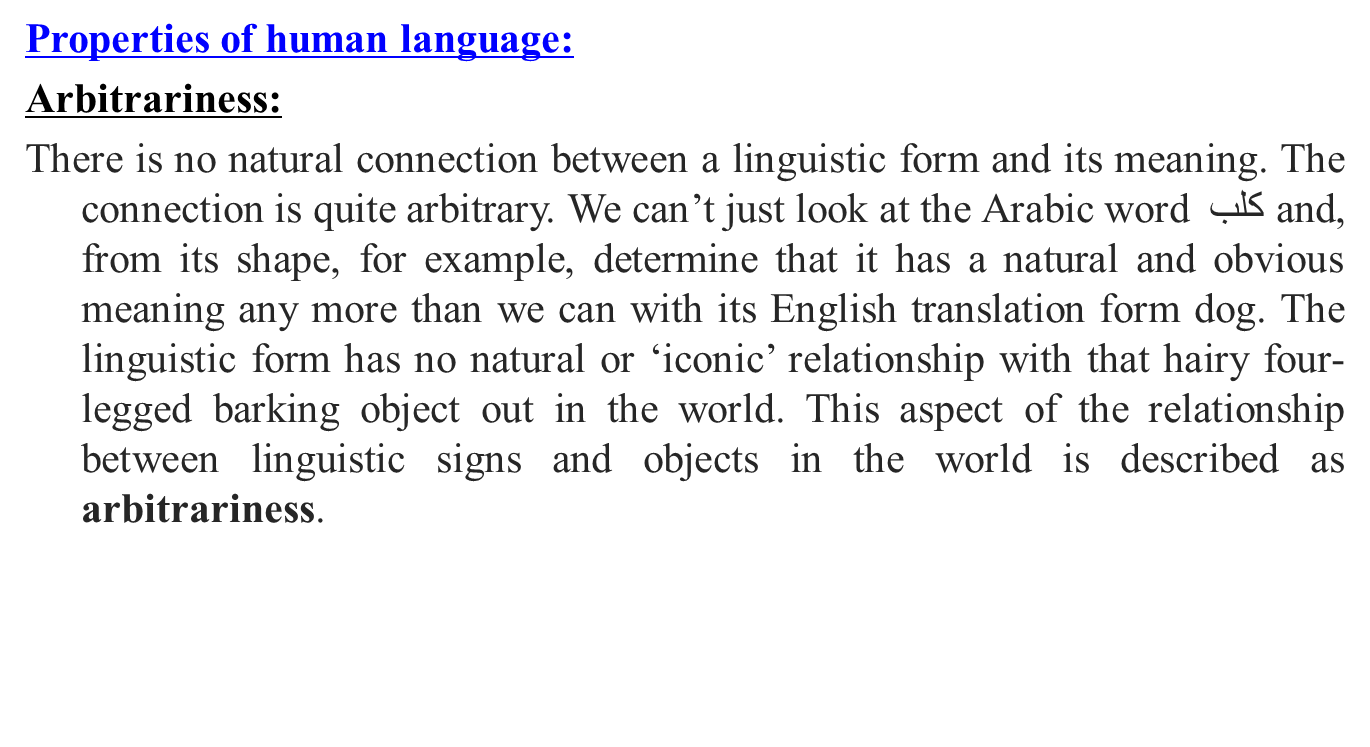 Properties of human language:
Arbitrariness:
There is no natural connection between a linguistic form and its meaning. The
connection is quite arbitrary. We can’t just look at the Arabic word كلب and,
from its shape, for example, determine that it has a natural and obvious
meaning any more than we can with its English translation form dog. The
linguistic form has no natural or ‘iconic’ relationship with that hairy four-
legged barking object out in the world. This aspect of the relationship
between linguistic signs and objects in the world is described as
arbitrariness.